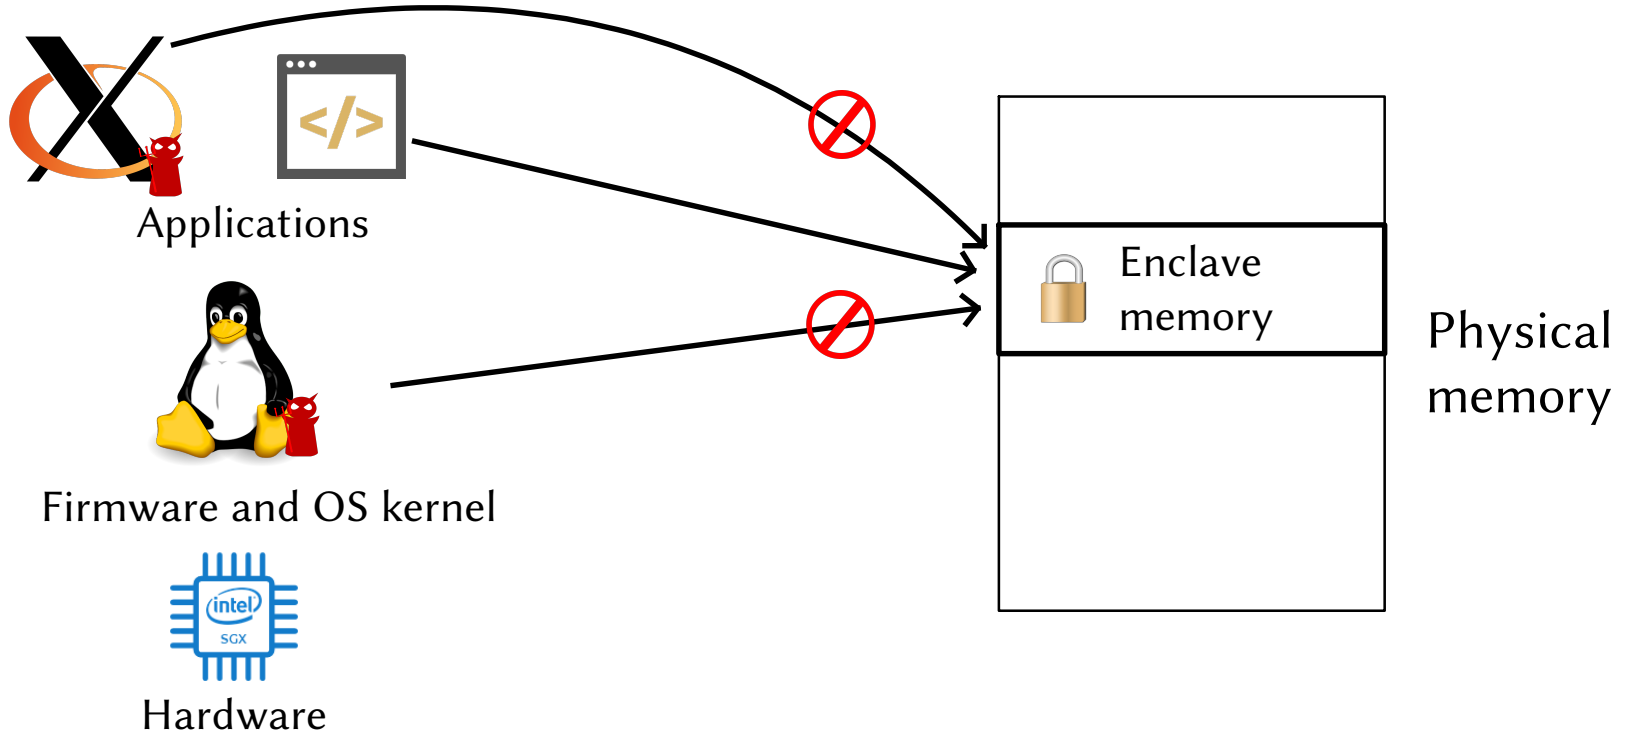 </>
Applications
Enclave
memory
Physical
memory
Firmware and OS kernel
intel
SGX
Hardware